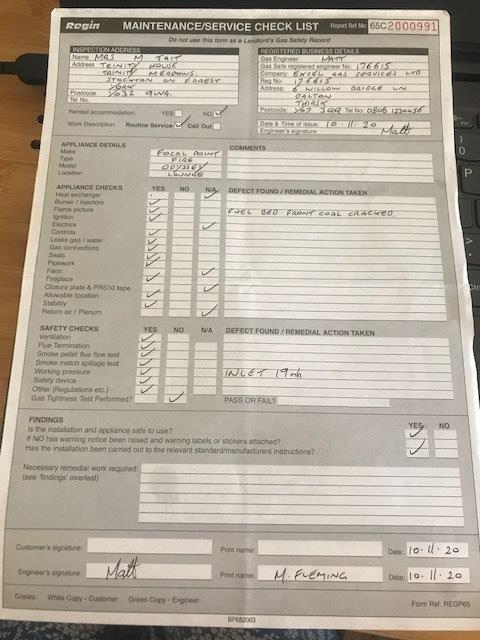 Regin MAINTENANCE/SERVICE CHECK LIST Report Ref No: 65C2000991
Do not use this form as a Landlord's Gas Safety Record
INSPECTION ADDRESS
Name MRS M TAIT
Address TRINITY HOUSE
TRINITY MEADOWS.
STOCKTON ON FOREST
YORK
Postcode YO32 9WA.
Tel No.
Rented accommodation: YES NO ✓
Work Description: Routine Service ✓ Call Out
REGISTERED BUSINESS DETAILS
Gas Engineer: MATT
Gas Safe registered engineer No: 176615
Company: EXCEL GAS SERVICES LTD
Reg No: 176615
Address: 6 WILLOW BRIDGE LN
DALTON
THIRSK
Postcode: YO7 3QQ Tel No 0808 1234456
Date & Time of issue: 10-11-20
Engineer's signature: Matt
APPLIANCE DETAILS
Make FOCAL POINT
Type FIRE
Model ODYSSEY
Location LOUNGE
COMMENTS
APPLIANCE CHECKS YES NO N/A
DEFECT FOUND / REMEDIAL ACTION TAKEN
Heat exchanger
Burner / Injectors
Flame picture
FUEL BED FRONT COAL CRACKED.
Ignition
Electrics
Controls
Leaks gas / water
Gas connections
Seals
Pipework
Fans
Fireplace
Closure plate & PRS10 tape
Allowable location
Stability
Return air / Plenum
SAFETY CHECKS YES NO N/A
DEFECT FOUND / REMEDIAL ACTION TAKEN
Ventilation
Flue Termination
Smoke pellet flue flow test
Smoke match spillage test
Working pressure
INLET 19mb
Safety device
Other (Regulations etc.)
Gas Tightness Test Performed?
PASS OR FAIL?
FINDINGS
YES NO
Is the installation and appliance safe to use?
If NO has warning notice been raised and warning labels or stickers attached?
Has the installation been carried out to the relevant standard/manufacturers instructions?
Necessary remedial work required:
(see 'findings' overleaf)
Customer's signature: Print name: Date: 10-11-20
Engineer's signature: Matt Print name: M. FLEMING Date: 10-11-20
Copies: White Copy - Customer Green Copy - Engineer
Form Ref: REGP65
BF652003